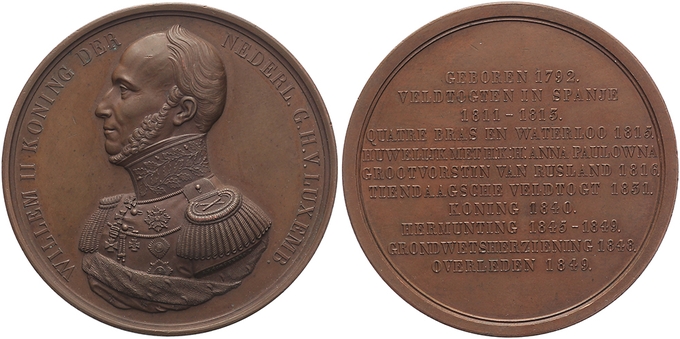 WILLEM II KONING DER NEDERL. G.H.V. LUXEMB.
GEBOREN 1792.
VELDTOGTEN IN SPANJE
1811-1813.
QUATRE BRAS EN WATERLOO 1815.
HUWELIJK MET H.K.H. ANNA PAULOWNA
GROOTVORSTIN VAN RUSLAND 1816.
TIENDAAGSCHE VELDTOGT 1831.
KONING 1840.
HERMUNTING 1845-1849.
GRONDWETSHERZIENING 1848.
OVERLEDEN 1849.